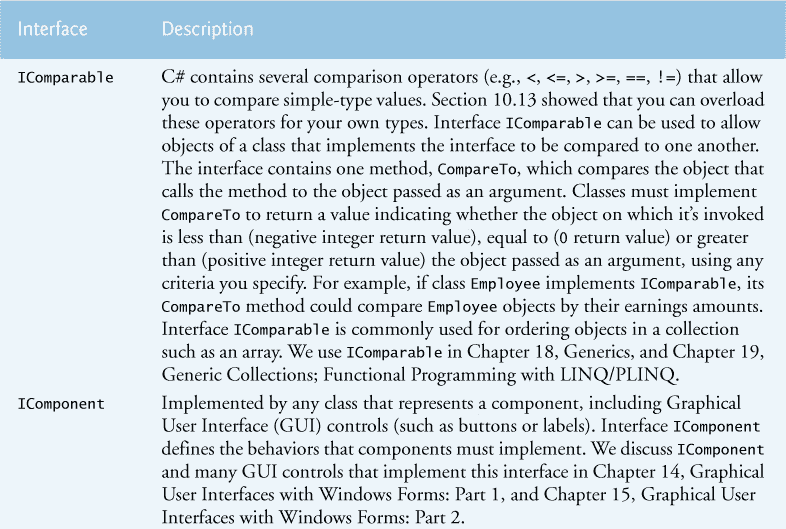 Interface Description
IComparable C# contains several comparison operators (e.g., <, <=, >, >=, ==, !=) that allow
you to compare simple-type values. Section 10.13 showed that you can overload
these operators for your own types. Interface IComparable can be used to allow
objects of a class that implements the interface to be compared to one another.
The interface contains one method, CompareTo, which compares the object that
calls the method to the object passed as an argument. Classes must implement
CompareTo to return a value indicating whether the object on which it's invoked
is less than (negative integer return value), equal to (0 return value) or greater
than (positive integer return value) the object passed as an argument, using any
criteria you specify. For example, if class Employee implements IComparable, its
CompareTo method could compare Employee objects by their earnings amounts.
Interface IComparable is commonly used for ordering objects in a collection
such as an array. We use IComparable in Chapter 18, Generics, and Chapter 19,
Generic Collections; Functional Programming with LINQ/PLINQ.
IComponent Implemented by any class that represents a component, including Graphical
User Interface (GUI) controls (such as buttons or labels). Interface IComponent
defines the behaviors that components must implement. We discuss IComponent
and many GUI controls that implement this interface in Chapter 14, Graphical
User Interfaces with Windows Forms: Part 1, and Chapter 15, Graphical User
Interfaces with Windows Forms: Part 2.